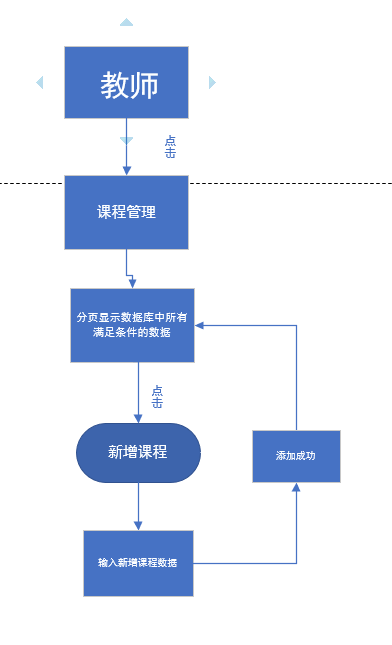 教师
点
击
课程管理
分页显示数据库中所有
满足条件的数据
点
击
新增课程
添加成功
输入新增课程数据